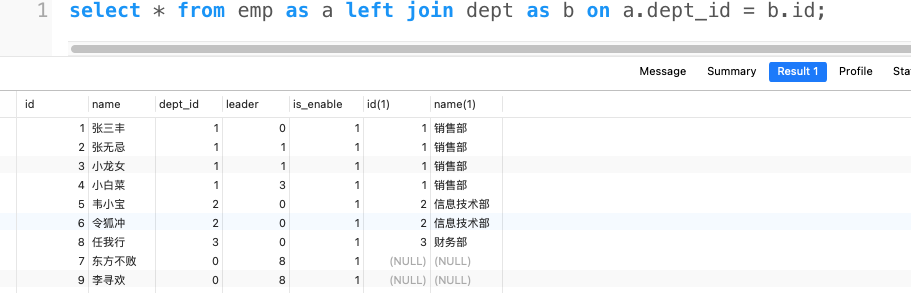 1 select * from emp as a left join dept as b on a.dept_id = b.id;
Message Summary Result 1 Profile Sta
id name dept_id leader is_enable id(1) name(1)
1 张三丰 1 0 1 1 销售部
2 张无忌 1 1 1 1 销售部
3 小龙女 1 1 1 1 销售部
4 小白菜 1 3 1 1 销售部
5 韦小宝 2 0 1 2 信息技术部
6 令狐冲 2 0 1 2 信息技术部
8 任我行 3 0 1 3 财务部
7 东方不败 0 8 1 (NULL) (NULL)
9 李寻欢 0 8 1 (NULL) (NULL)